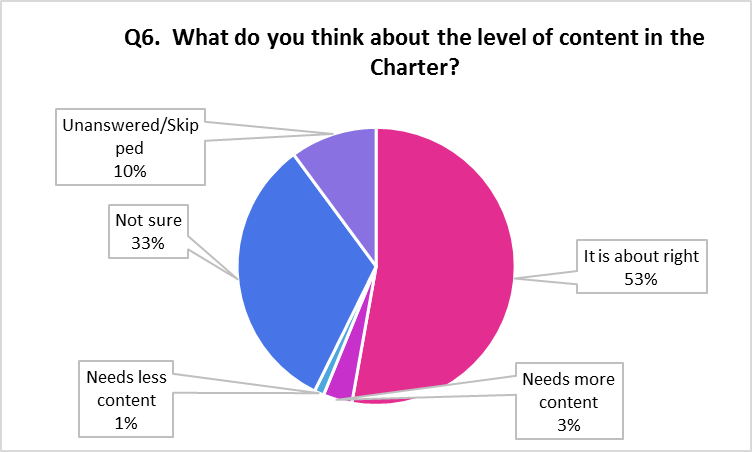 Q6.  What do you think about the level of content in the
Charter?
Unanswered/Skip
ped
10%
Not sure
33%
It is about right
53%
Needs less
content
1%
Needs more
content
3%